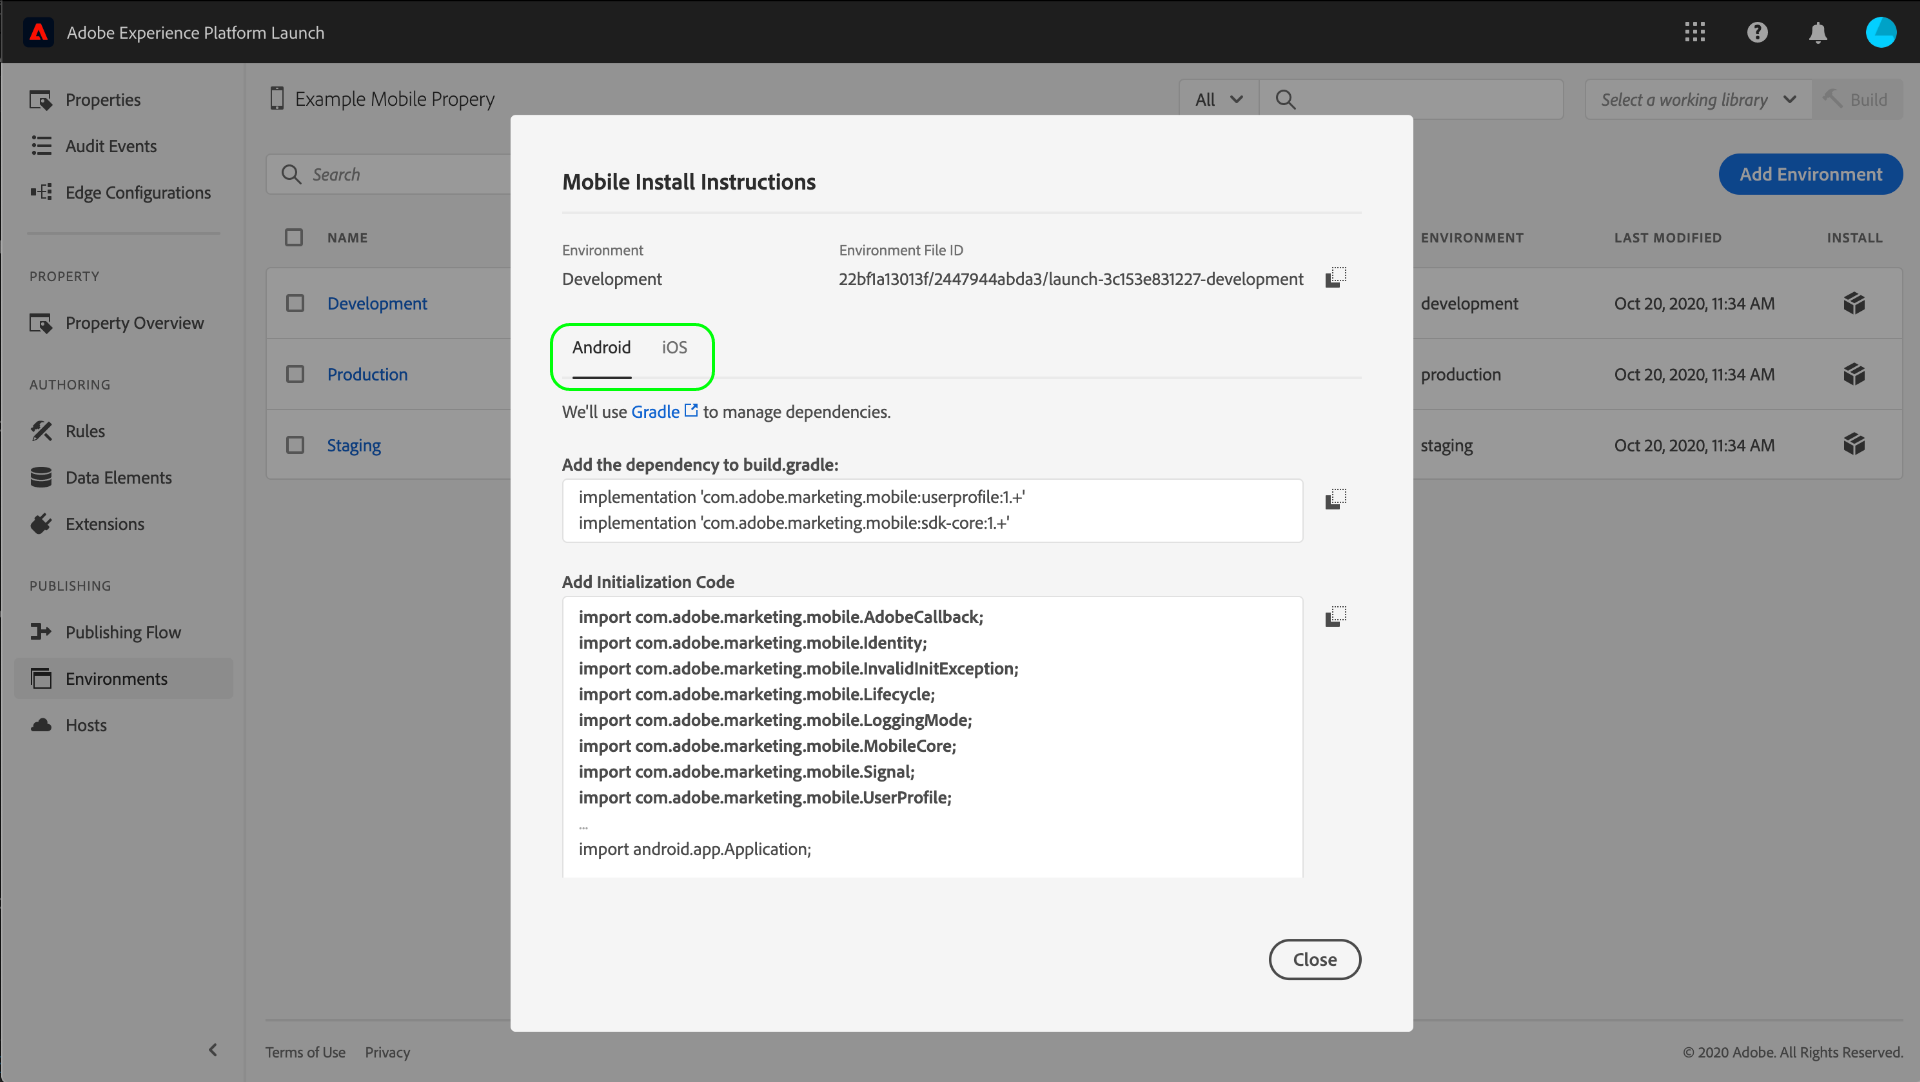 Adobe Experience Platform Launch
Properties
Audit Events
Edge Configurations
PROPERTY
Property Overview
AUTHORING
Rules
Data Elements
Extensions
PUBLISHING
Publishing Flow
Environments
Hosts
Example Mobile Propery
All
Select a working library
Build
Search
Add Environment
NAME
ENVIRONMENT
LAST MODIFIED
INSTALL
Development
development
Oct 20, 2020, 11:34 AM
Production
production
Oct 20, 2020, 11:34 AM
Staging
staging
Oct 20, 2020, 11:34 AM
Mobile Install Instructions
Environment
Environment File ID
Development
22bf1a13013f/2447944abda3/launch-3c153e831227-development
Android
iOS
We'll use Gradle to manage dependencies.
Add the dependency to build.gradle:
implementation 'com.adobe.marketing.mobile:userprofile:1.+'
implementation 'com.adobe.marketing.mobile:sdk-core:1.+'
Add Initialization Code
import com.adobe.marketing.mobile.AdobeCallback;
import com.adobe.marketing.mobile.Identity;
import com.adobe.marketing.mobile.InvalidInitException;
import com.adobe.marketing.mobile.Lifecycle;
import com.adobe.marketing.mobile.LoggingMode;
import com.adobe.marketing.mobile.MobileCore;
import com.adobe.marketing.mobile.Signal;
import com.adobe.marketing.mobile.UserProfile;
...
import android.app.Application;
Close
Terms of Use
Privacy
© 2020 Adobe. All Rights Reserved.